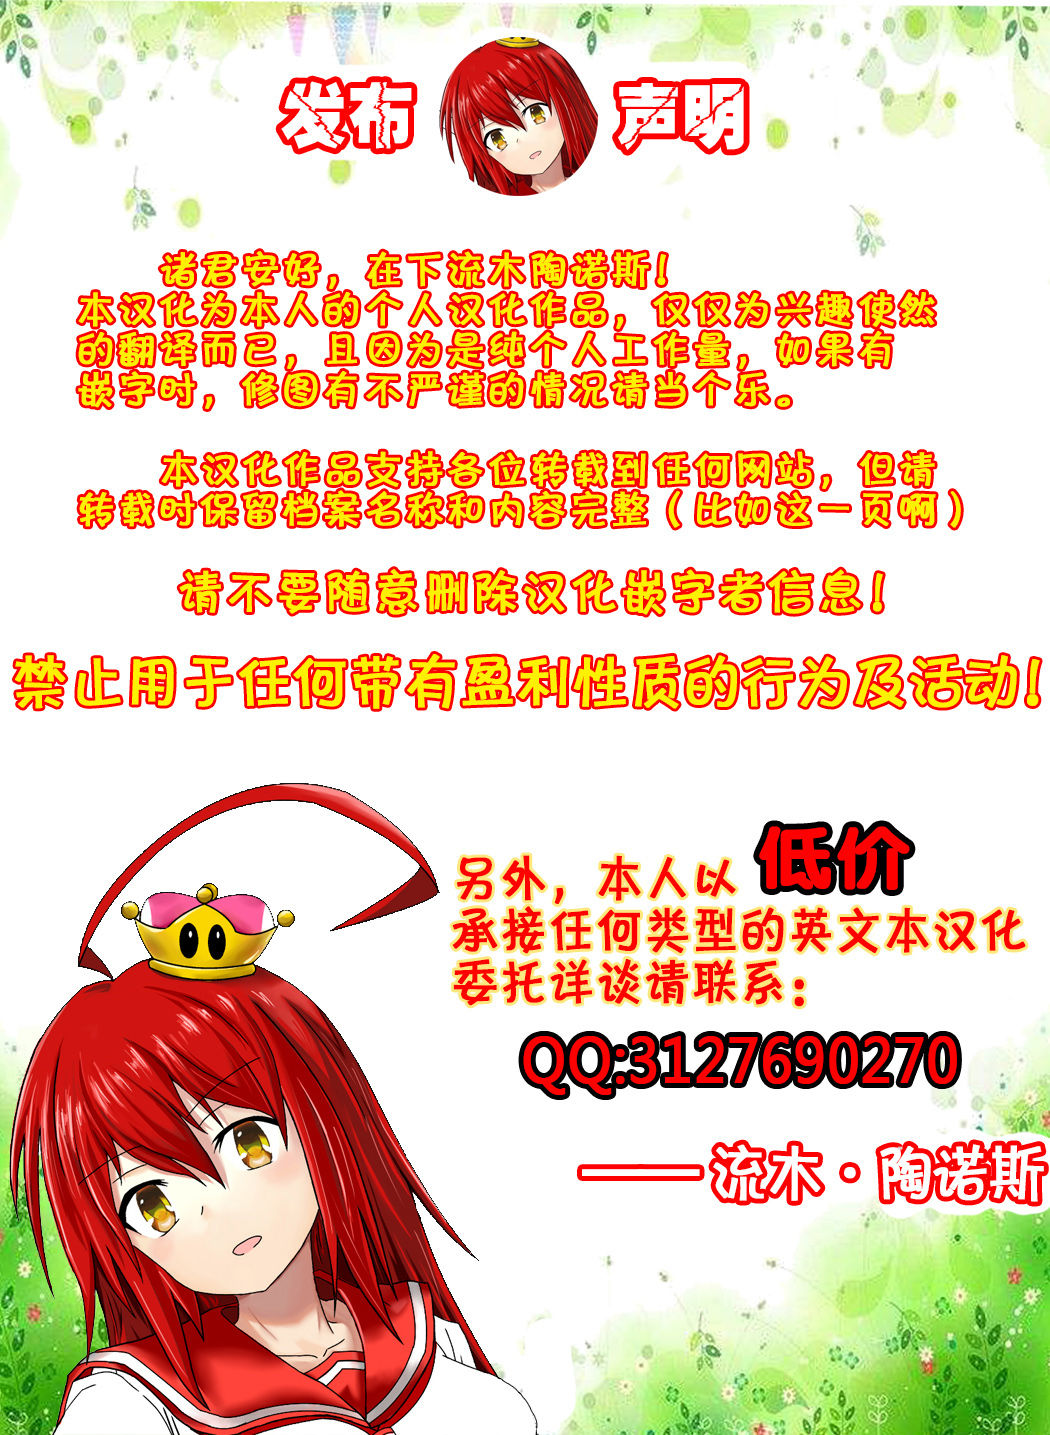 发布 声明
诸君安好，在下流木陶诺斯！
本汉化为本人的个人汉化作品，仅仅为兴趣使然
的翻译而已，且因为是纯个人工作量，如果有
嵌字时，修图有不严谨的情况请当个乐。
本汉化作品支持各位转载到任何网站，但请
转载时保留档案名称和内容完整（比如这一页啊）
请不要随意删除汉化嵌字者信息！
禁止用于任何带有盈利性质的行为及活动！
另外，本人以 低价
承接任何类型的英文本汉化
委托详谈请联系：
QQ:3127690270
——流木·陶诺斯